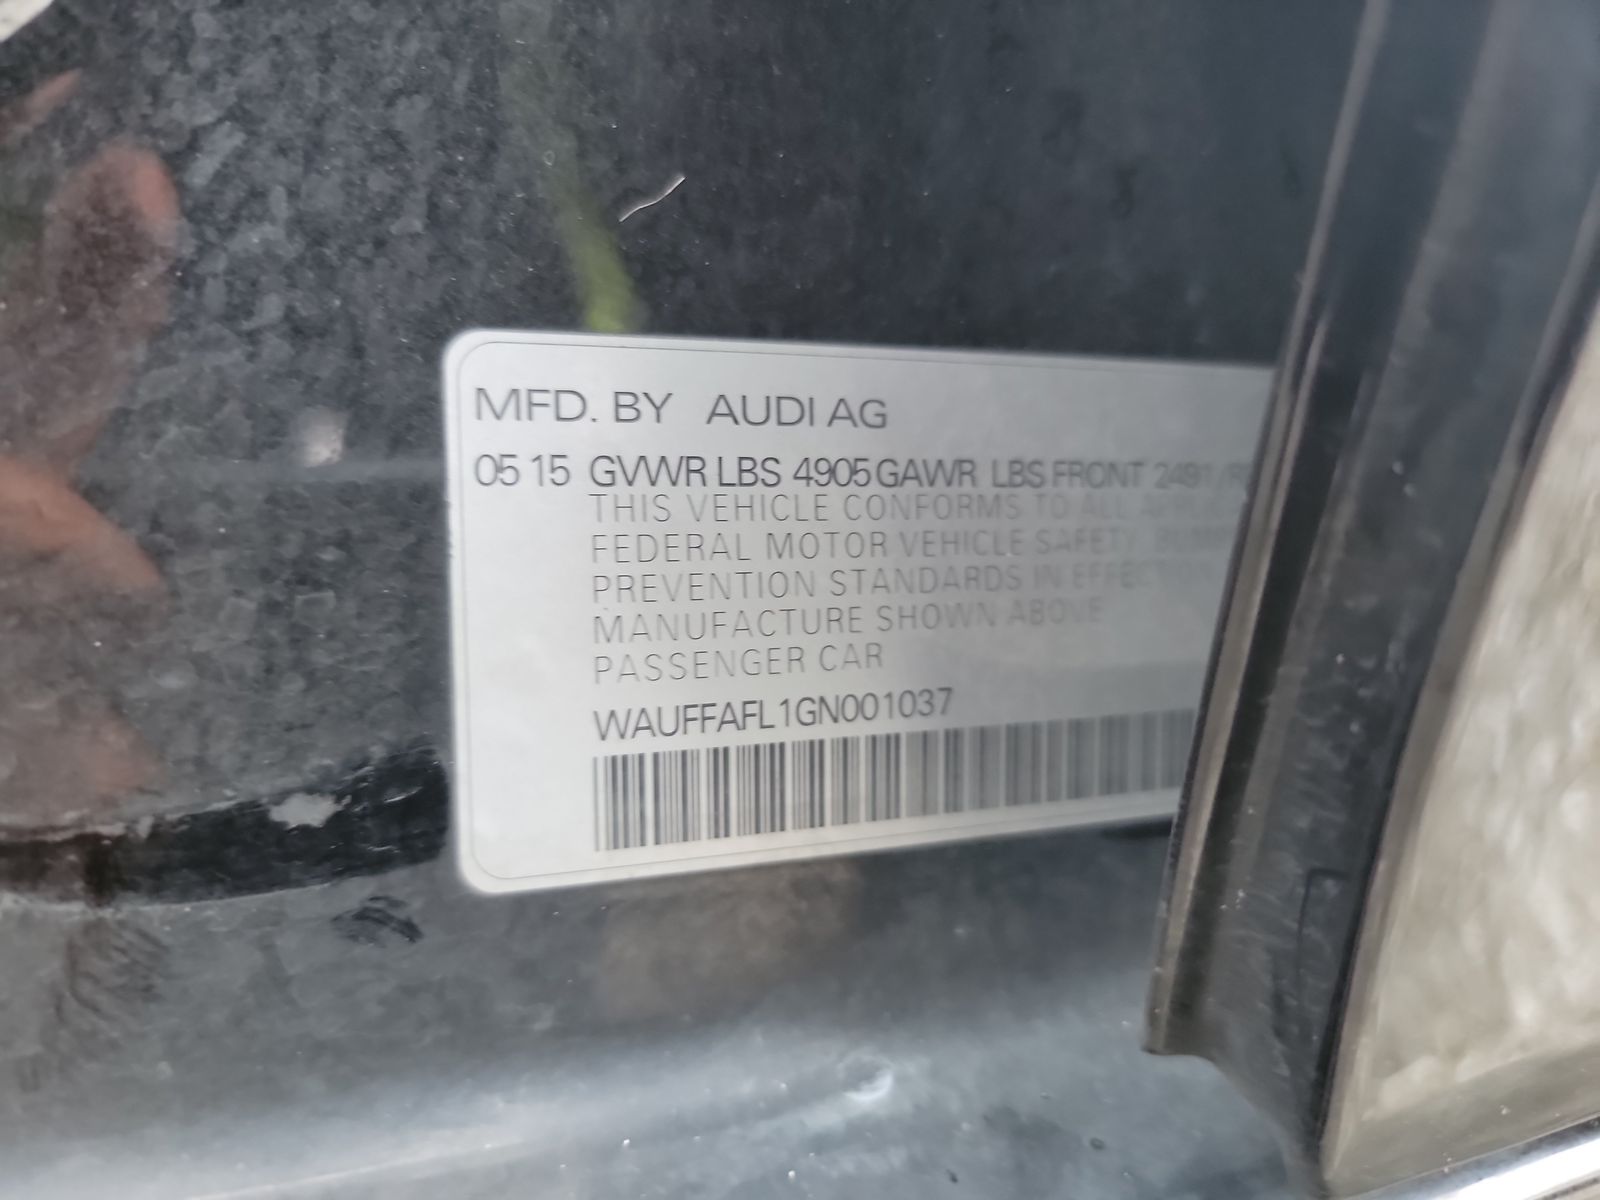 MFD. BY AUDI AG
05 15 GVWR LBS 4905 GAWR LBS FRONT 2491 /R
THIS VEHICLE CONFORMS TO ALL
FEDERAL MOTOR VEHICLE SAFETY,
PREVENTION STANDARDS IN EFFECT
MANUFACTURE SHOWN ABOVE
PASSENGER CAR
WAUFFAFL1GN001037